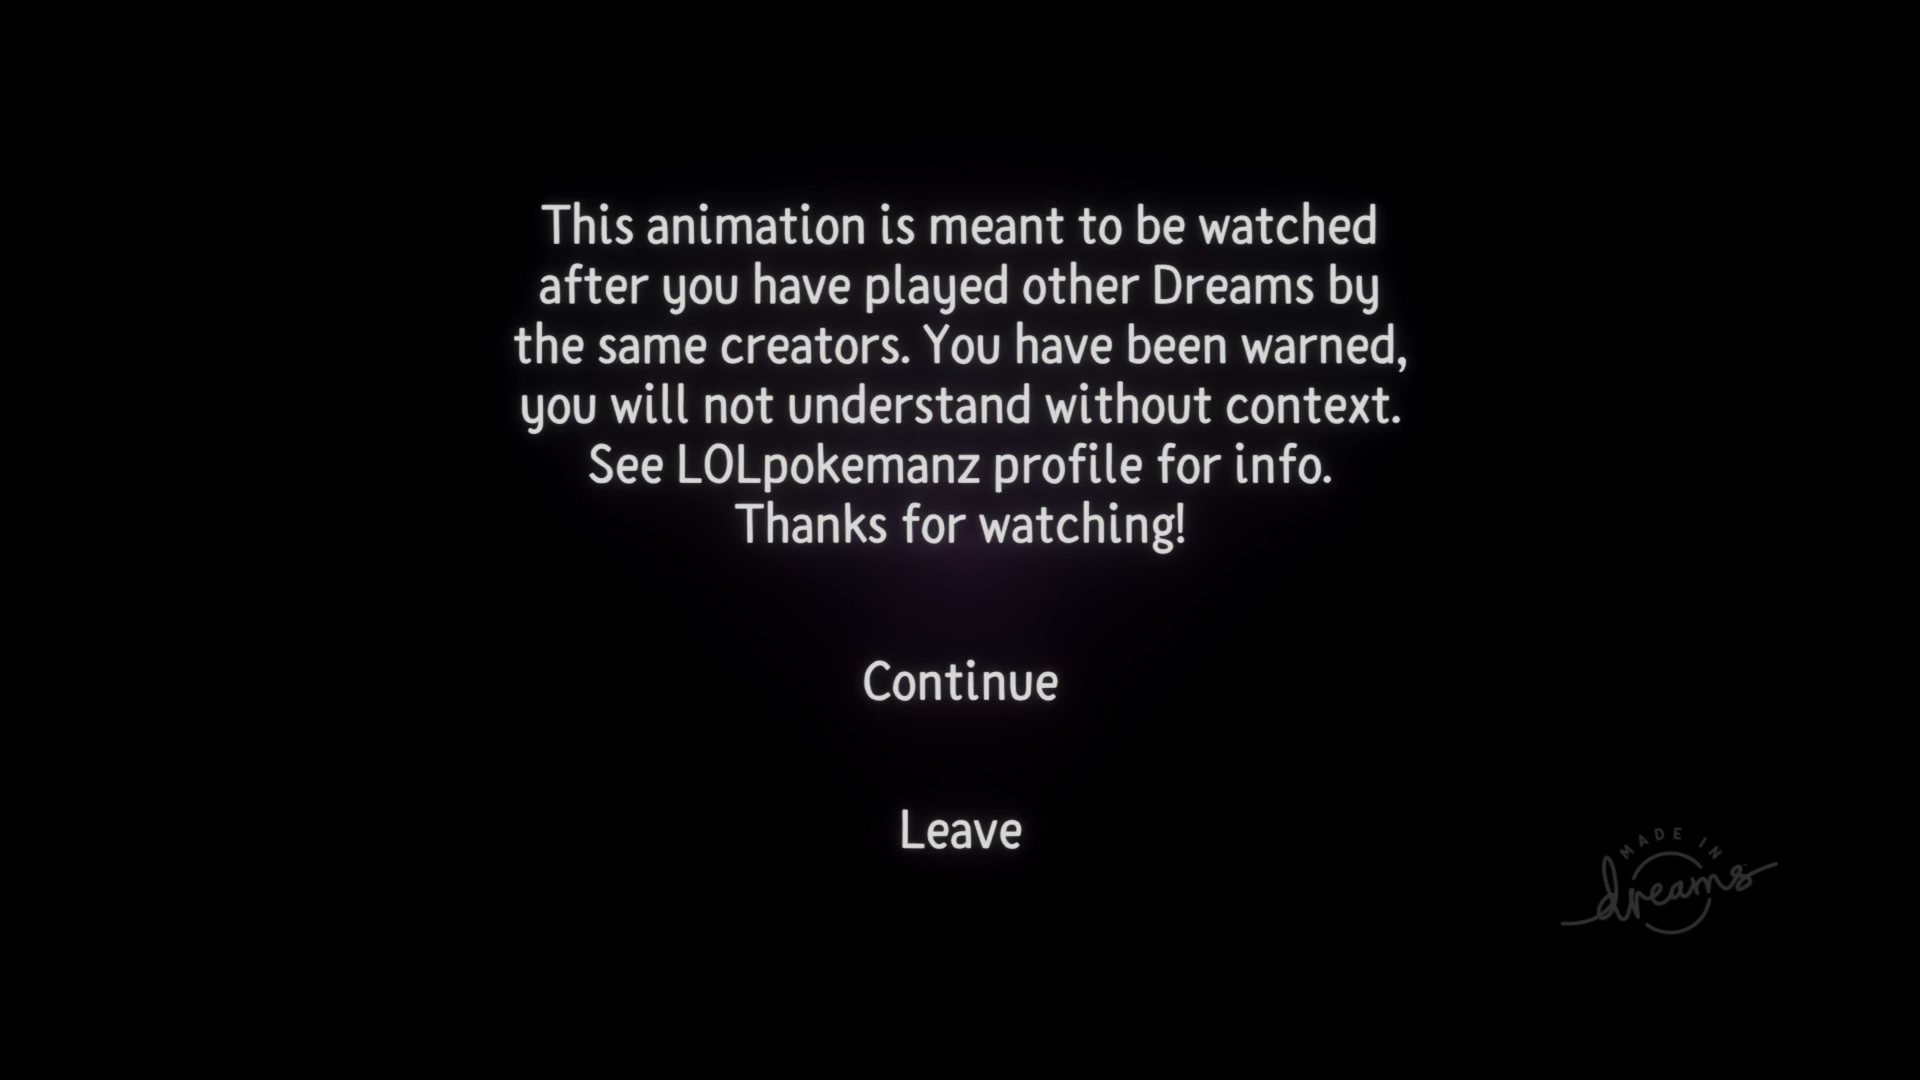 This animation is meant to be watched
after you have played other Dreams by
the same creators. You have been warned,
you will not understand without context.
See LOLpokemanz profile for info.
Thanks for watching!
Continue
Leave
MADE IN
dreams